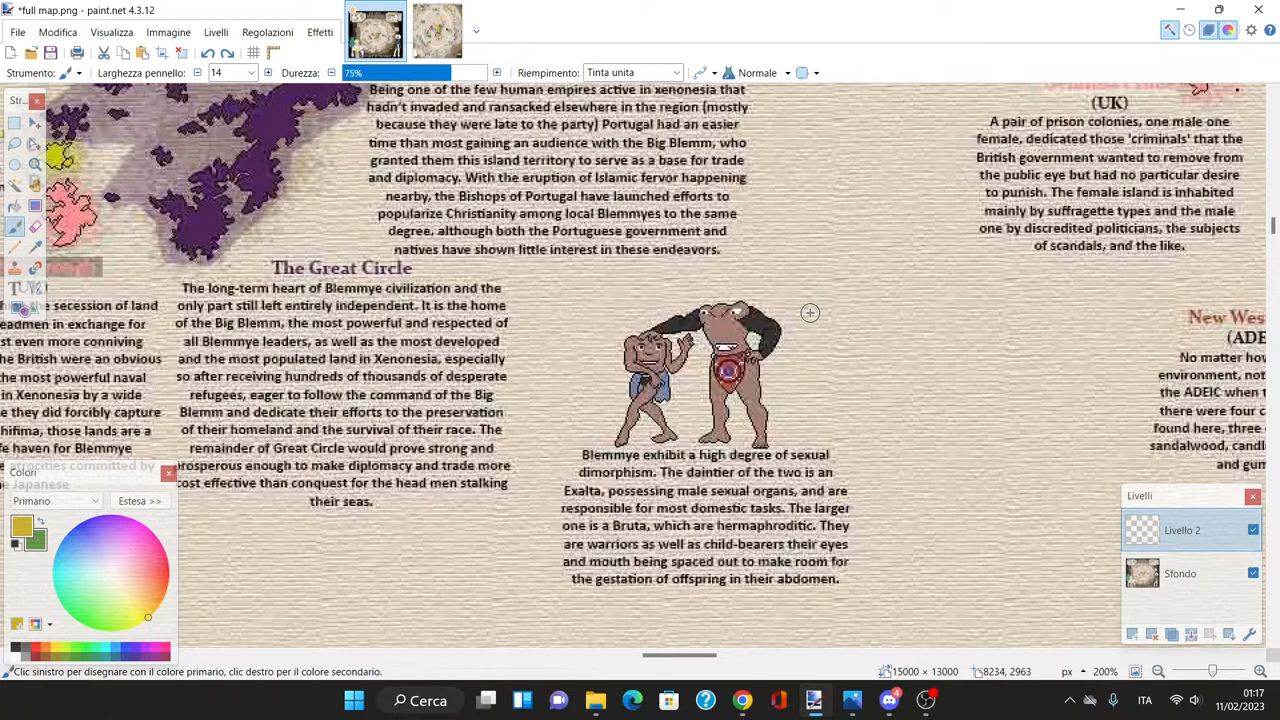 *full map.png - paint.net 4.3.12
File Modifica Visualizza Immagine Livelli Regolazioni Effetti
Strumento: Larghezza pennello: 14 Durezza: 75% Riempimento: Tinta unita Normale
Being one of the few human empires active in xenonesia that
hadn't invaded and ransacked elsewhere in the region (mostly
because they were late to the party) Portugal had an easier
time than most gaining an audience with the Big Blemm, who
granted them this island territory to serve as a base for trade
and diplomacy. With the eruption of Islamic fervor happening
nearby, the Bishops of Portugal have launched efforts to
popularize Christianity among local Blemmyes to the same
degree, although both the Portuguese government and
natives have shown little interest in these endeavors.
(UK)
A pair of prison colonies, one male one
female, dedicated those 'criminals' that the
British government wanted to remove from
the public eye but had no particular desire
to punish. The female island is inhabited
mainly by suffragette types and the male
one by discredited politicians, the subjects
of scandals, and the like.
Str...
the secession of land
eadmen in exchange for
st even more conniving
he British were an obvious
the most powerful naval
in Xenonesia by a wide
e they did forcibly capture
hifima, those lands are a
fe haven for Blemmye
atrocities committed by
Japanese
The Great Circle
The long-term heart of Blemmye civilization and the
only part still left entirely independent. It is the home
of the Big Blemm, the most powerful and respected of
all Blemmye leaders, as well as the most developed
and the most populated land in Xenonesia, especially
so after receiving hundreds of thousands of desperate
refugees, eager to follow the command of the Big
Blemm and dedicate their efforts to the preservation
of their homeland and the survival of their race. The
remainder of Great Circle would prove strong and
prosperous enough to make diplomacy and trade more
cost effective than conquest for the head men stalking
their seas.
Blemmye exhibit a high degree of sexual
dimorphism. The daintier of the two is an
Exalta, possessing male sexual organs, and are
responsible for most domestic tasks. The larger
one is a Bruta, which are hermaphroditic. They
are warriors as well as child-bearers their eyes
and mouth being spaced out to make room for
the gestation of offspring in their abdomen.
New Wes
(ADE
No matter how
environment, not
the ADEIC when t
there were four c
found here, three
sandalwood, candl
and gum
Colori
Primario Estesa >>
Livelli
Livello 2
Sfondo
Clic sinistro per disegnare con il colore primario, clic destro per il colore secondario.
15000 × 13000 8234, 2963 px 200%
Cerca
4
ITA
01:17
11/02/2023